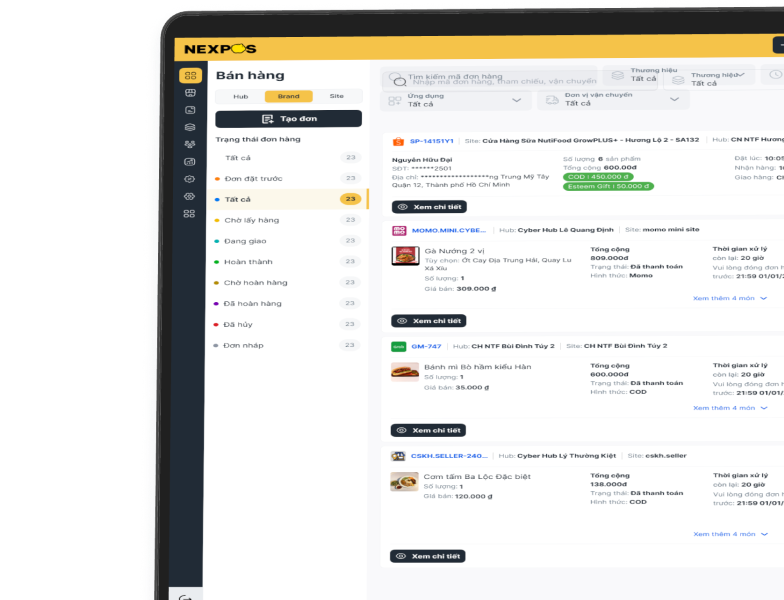 NEXPOS
Bán hàng
Hub Brand Site
Tạo đơn
Trạng thái đơn hàng
Tất cả 23
Đơn đặt trước 23
Tất cả 23
Chờ lấy hàng 23
Đang giao 23
Hoàn thành 23
Chờ hoàn hàng 23
Đã hoàn hàng 23
Đã hủy 23
Đơn nháp 23
Tìm kiếm mã đơn hàng
Nhập mã đơn hàng, tham chiếu, vận chuyển
Thương hiệu
Tất cả
Thương hiệu
Tất cả
Ứng dụng
Tất cả
Đơn vị vận chuyển
Tất cả
SP-14151Y1 Site: Cửa Hàng Sữa NutiFood GrowPLUS+ - Hương Lộ 2 - SA132 Hub: CN NTF Hương
Nguyễn Hữu Đại
SĐT: ******2501
Địa chỉ: ******************ng Trung Mỹ Tây
Quận 12, Thành phố Hồ Chí Minh
Số lượng 6 sản phẩm
Tổng cộng 600.00đ
COD : 450.000 đ
Esteem Gift : 50.000 đ
Đặt lúc: 10:05
Nhận hàng:
Giao hàng:
Xem chi tiết
MOMO.MINI.CYBE... Hub: Cyber Hub Lê Quang Định Site: momo mini site
Gà Nướng 2 vị
Tùy chọn: Ớt Cay Địa Trung Hải, Quay Lu
Xá Xíu
Số lượng: 1
Giá bán: 309.000 ₫
Tổng cộng
809.000đ
Trạng thái: Đã thanh toán
Hình thức: Momo
Thời gian xử lý
còn lại: 20 giờ
Vui lòng đóng đơn
trước: 21:59 01/01/
Xem thêm 4 món
Xem chi tiết
GM-747 Hub: CH NTF Bùi Đình Túy 2 Site: CH NTF Bùi Đình Túy 2
Bánh mì Bò hầm kiểu Hàn
Số lượng: 1
Giá bán: 35.000 ₫
Tổng cộng
600.000đ
Trạng thái: Đã thanh toán
Hình thức: COD
Thời gian xử lý
còn lại: 20 giờ
Vui lòng đóng đơn
trước: 21:59 01/01/
Xem thêm 4 món
Xem chi tiết
CSKH.SELLER-240... Hub: Cyber Hub Lý Thường Kiệt Site: cskh.seller
Cơm tấm Ba Lộc Đặc biệt
Số lượng: 1
Giá bán: 120.000 ₫
Tổng cộng
138.000đ
Trạng thái: Đã thanh toán
Hình thức: COD
Thời gian xử lý
còn lại: 20 giờ
Vui lòng đóng đơn
trước: 21:59 01/01/
Xem thêm 4 món
Xem chi tiết